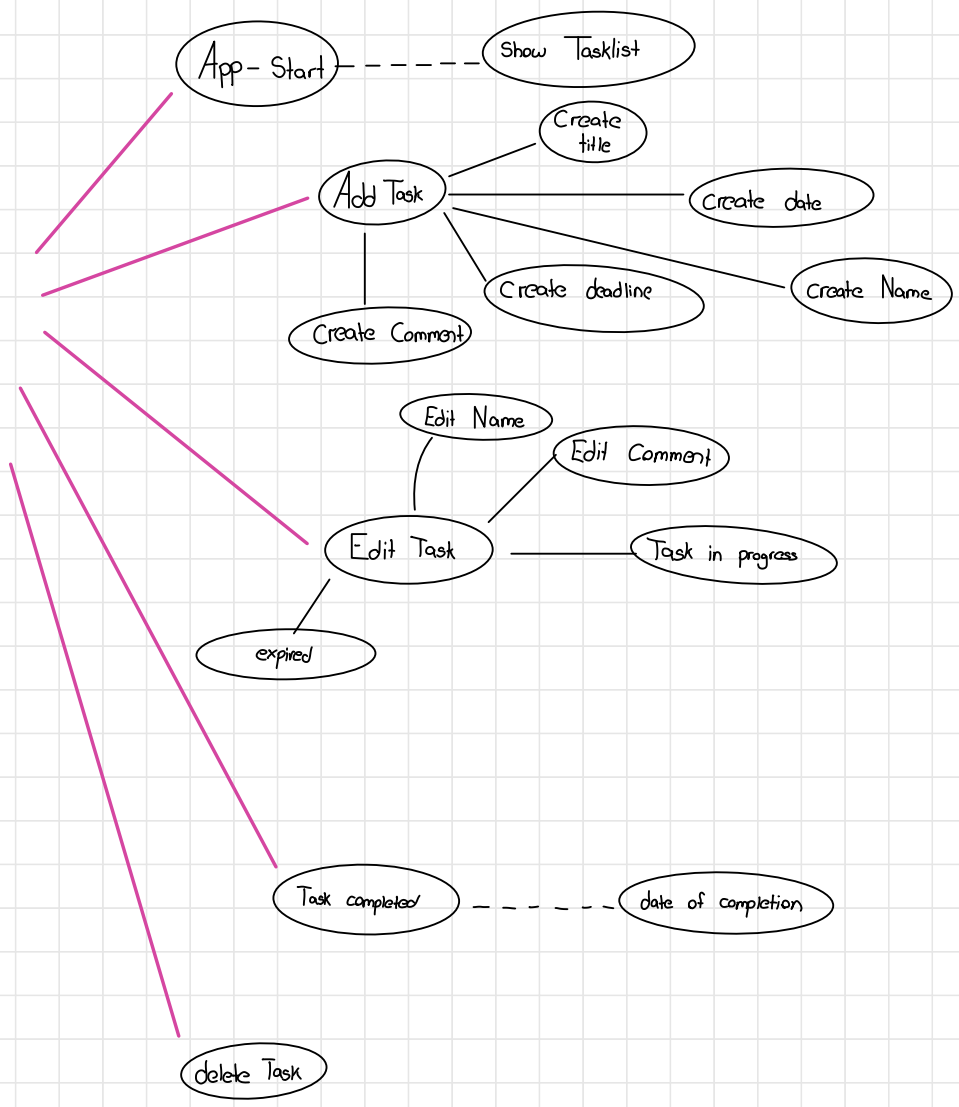 App-Start
Show Tasklist
Create
title
Add Task
Create date
Create deadline
Create Name
Create Comment
Edit Name
Edit Comment
Edit Task
Task in progress
expired
Task completed
date of completion
delete Task